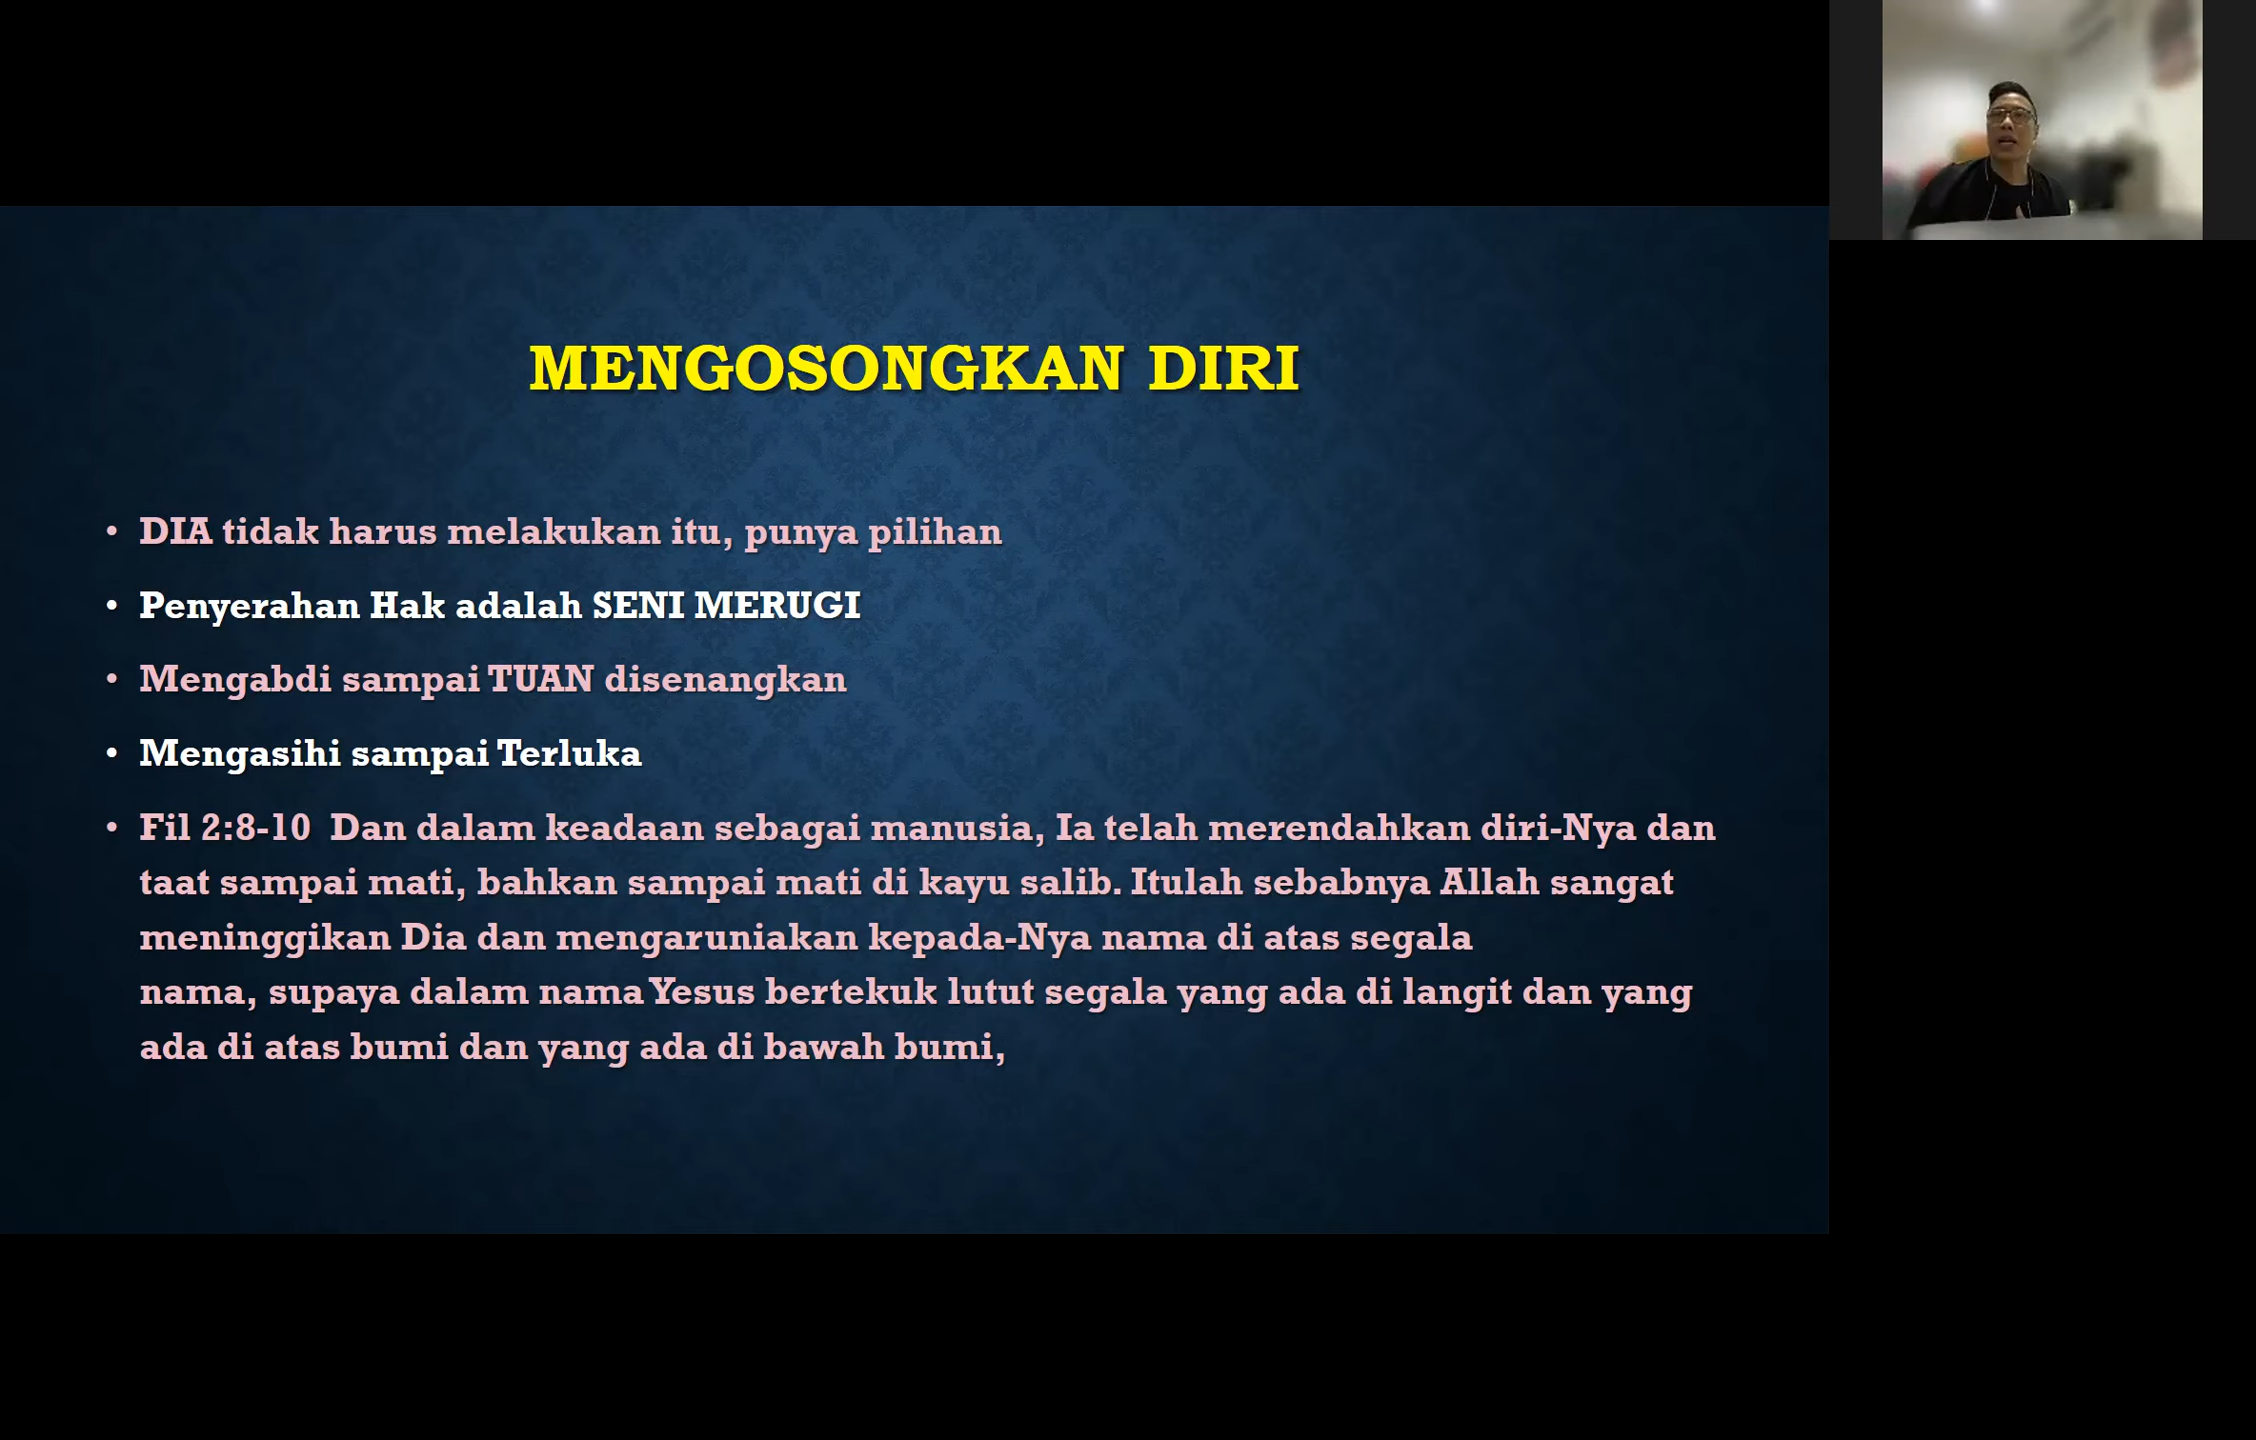 MENGOSONGKAN DIRI
• DIA tidak harus melakukan itu, punya pilihan
• Penyerahan Hak adalah SENI MERUGI
• Mengabdi sampai TUAN disenangkan
• Mengasihi sampai Terluka
• Fil 2:8-10  Dan dalam keadaan sebagai manusia, Ia telah merendahkan diri-Nya dan
taat sampai mati, bahkan sampai mati di kayu salib. Itulah sebabnya Allah sangat
meninggikan Dia dan mengaruniakan kepada-Nya nama di atas segala
nama, supaya dalam nama Yesus bertekuk lutut segala yang ada di langit dan yang
ada di atas bumi dan yang ada di bawah bumi,